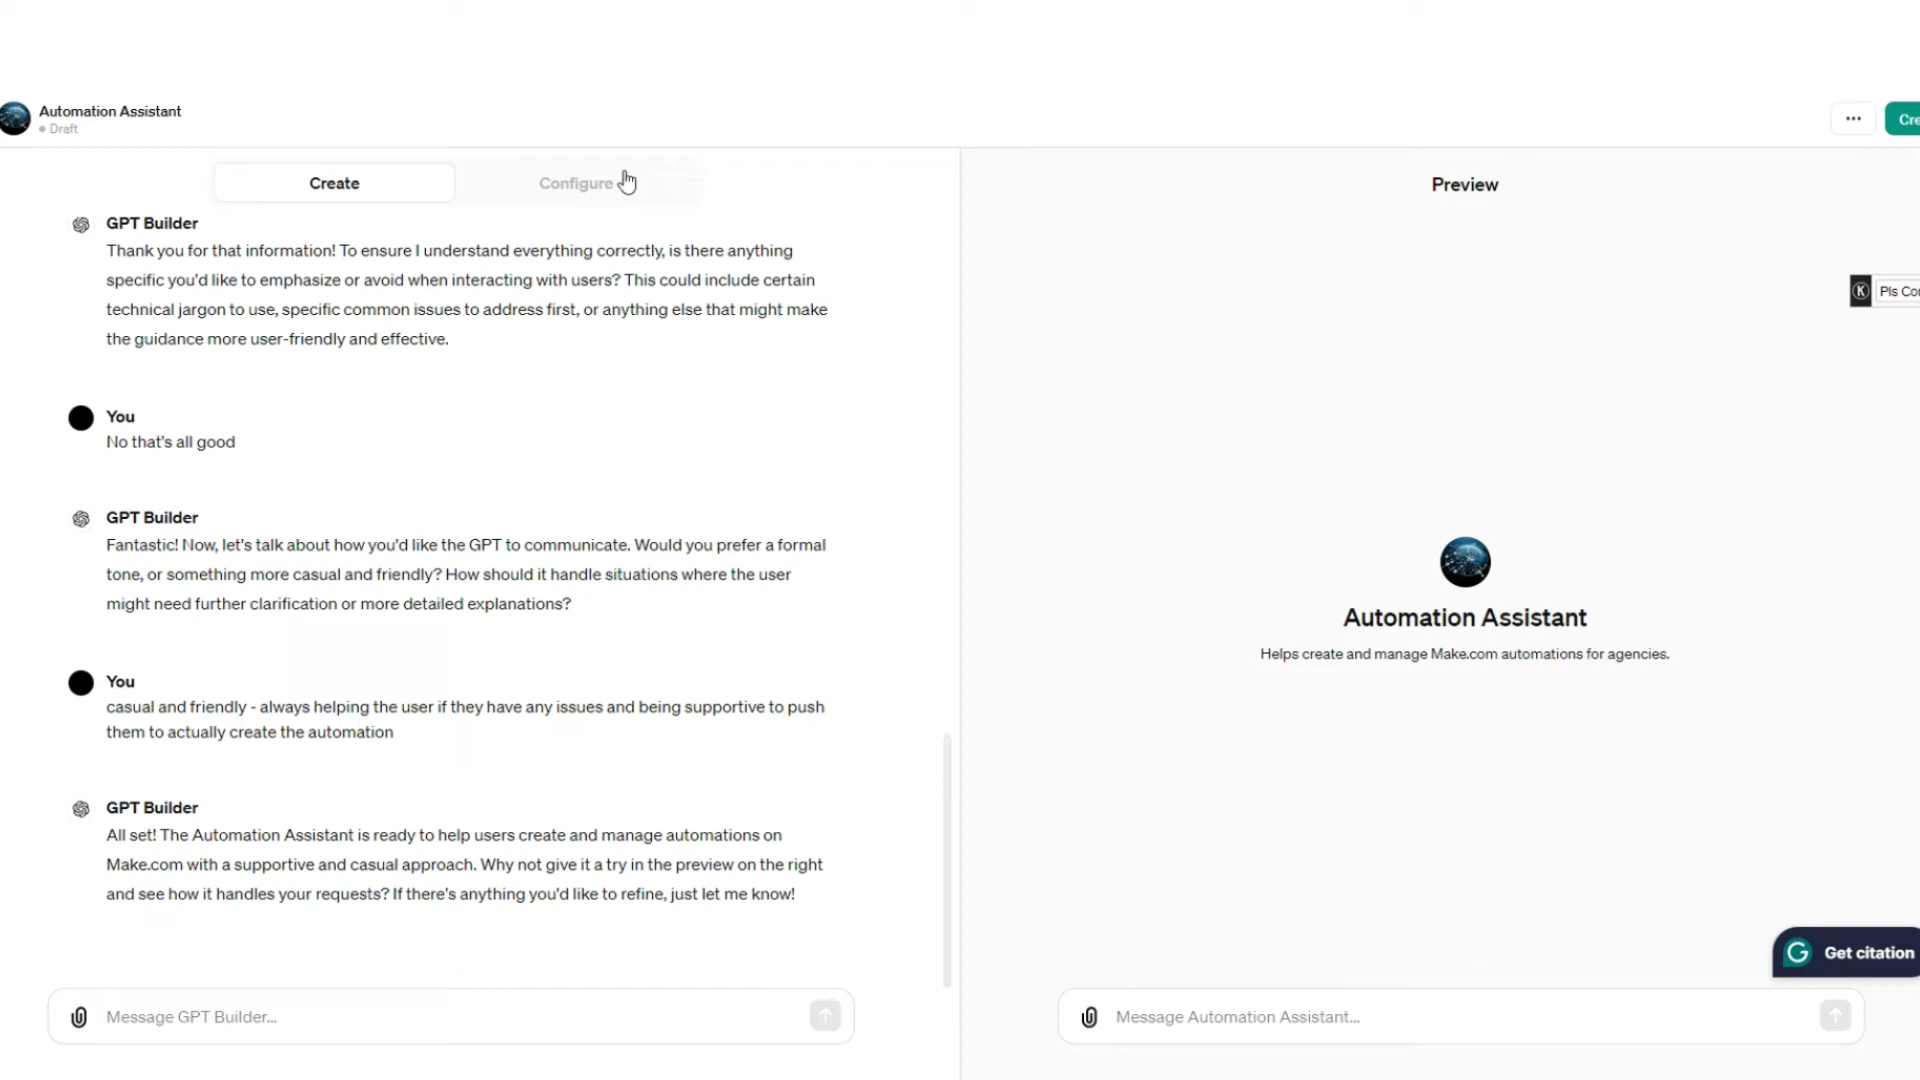 Automation Assistant
Draft
Cre
Create
Configure
Preview
GPT Builder
Thank you for that information! To ensure I understand everything correctly, is there anything
specific you'd like to emphasize or avoid when interacting with users? This could include certain
technical jargon to use, specific common issues to address first, or anything else that might make
the guidance more user-friendly and effective.
You
No that's all good
GPT Builder
Fantastic! Now, let's talk about how you'd like the GPT to communicate. Would you prefer a formal
tone, or something more casual and friendly? How should it handle situations where the user
might need further clarification or more detailed explanations?
You
casual and friendly - always helping the user if they have any issues and being supportive to push
them to actually create the automation
GPT Builder
All set! The Automation Assistant is ready to help users create and manage automations on
Make.com with a supportive and casual approach. Why not give it a try in the preview on the right
and see how it handles your requests? If there's anything you'd like to refine, just let me know!
Message GPT Builder...
K Pls Con
Automation Assistant
Helps create and manage Make.com automations for agencies.
Get citation
Message Automation Assistant...